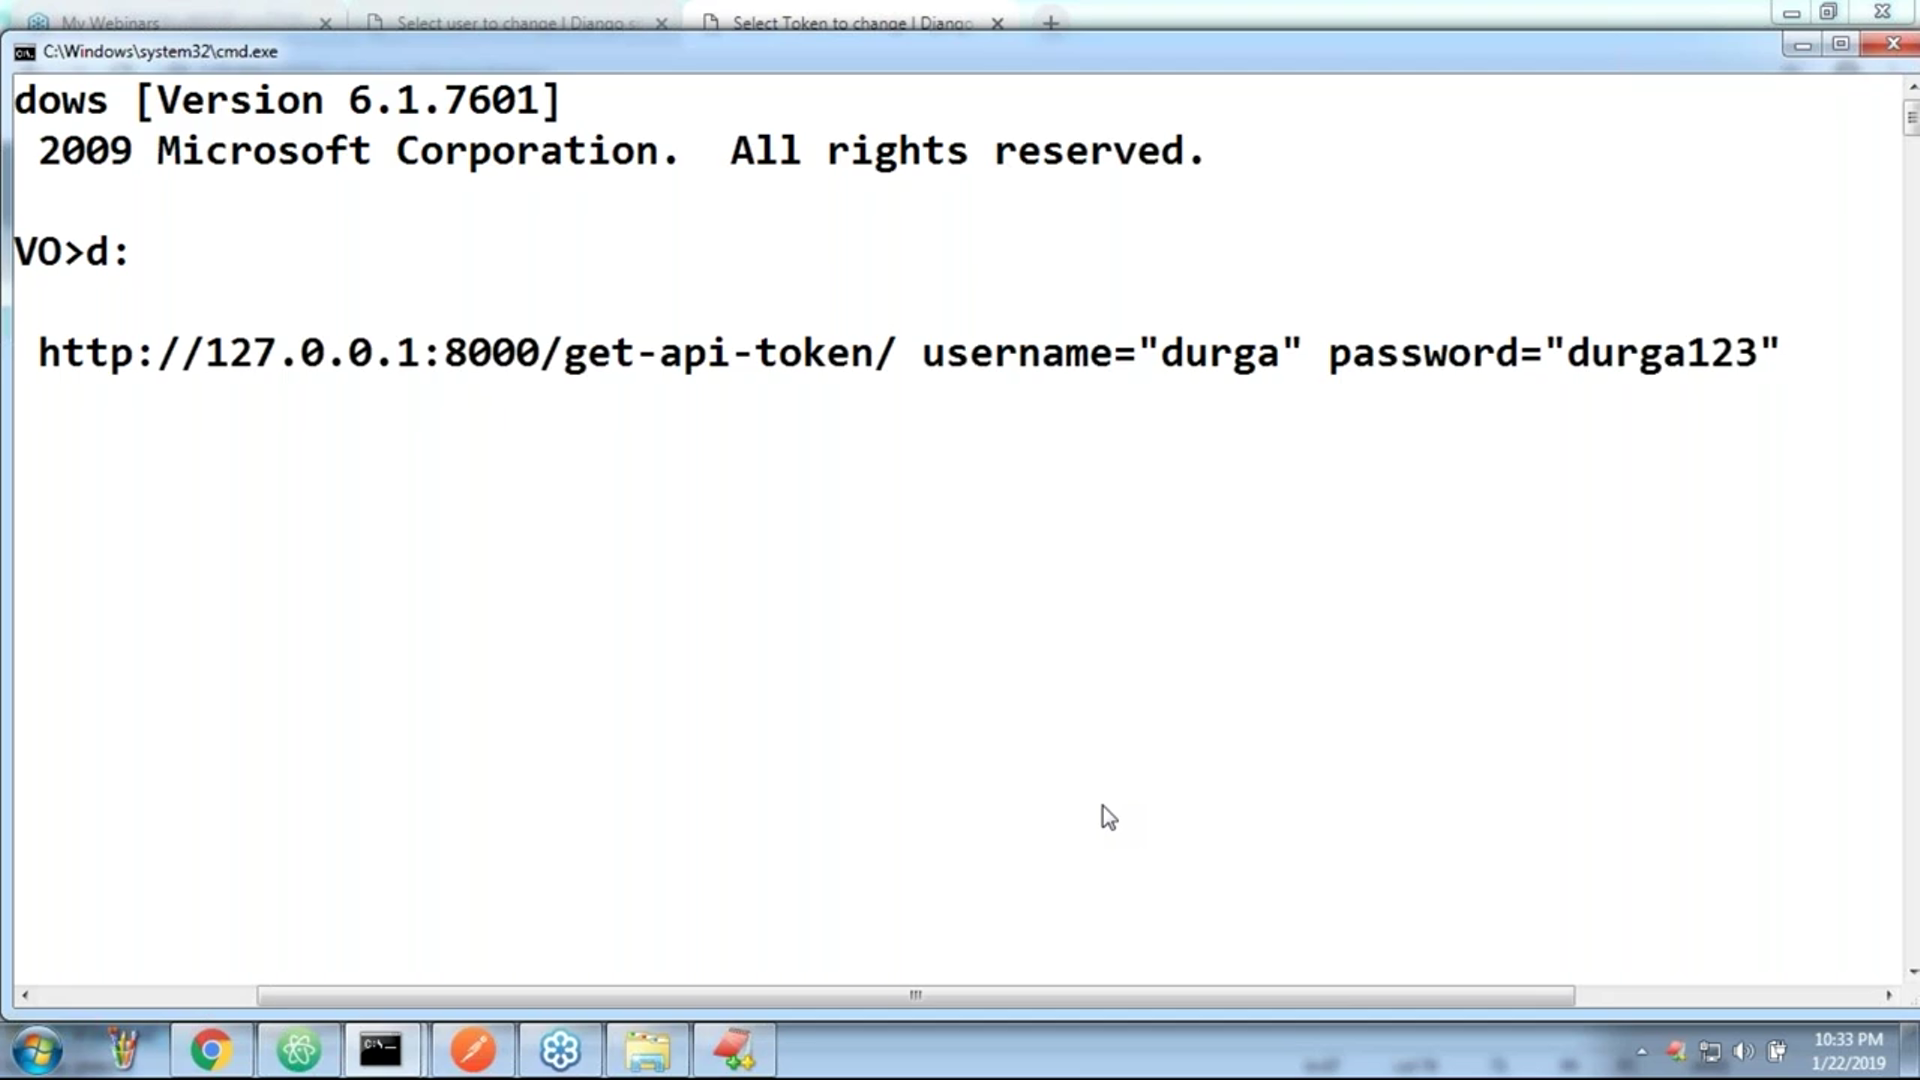 My Webinars
Select user to change | Django s
Select Token to change | Django
C:\Windows\system32\cmd.exe
dows [Version 6.1.7601]
2009 Microsoft Corporation. All rights reserved.
VO>d:
http://127.0.0.1:8000/get-api-token/ username="durga" password="durga123"
10:33 PM
1/22/2019